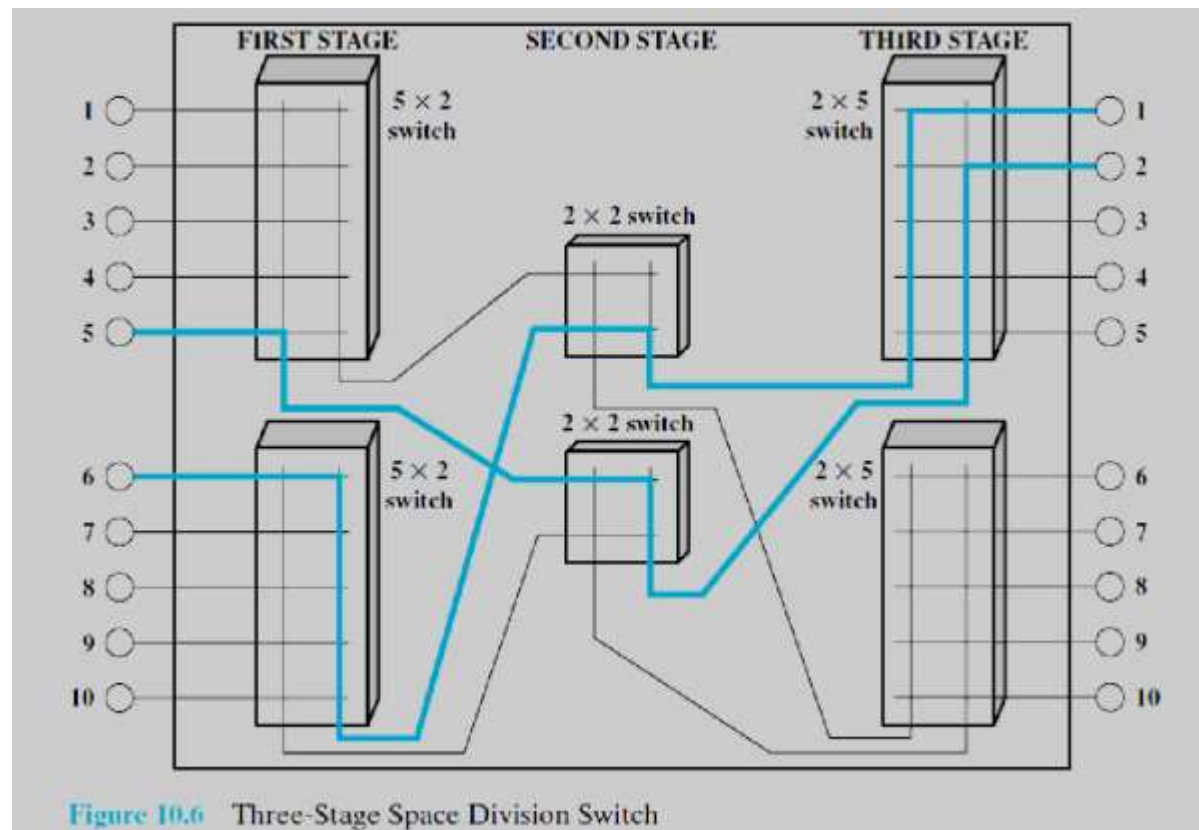 FIRST STAGE
SECOND STAGE
THIRD STAGE
5 × 2
switch
2 × 5
switch
1
2
3
4
5
1
2
3
4
5
2 × 2 switch
2 × 2 switch
5 × 2
switch
2 × 5
switch
6
7
8
9
10
6
7
8
9
10
Figure 10.6 Three-Stage Space Division Switch